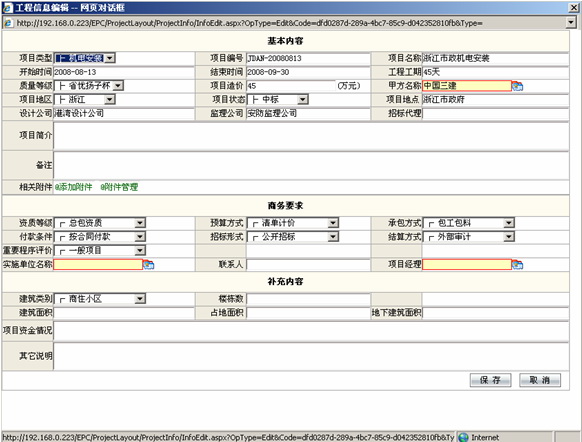 工程信息编辑 -- 网页对话框
http://192.168.0.223/EPC/ProjectLayout/ProjectInfo/InfoEdit.aspx?OpType=Edit&Code=dfd0287d-289a-4bc7-85c9-d042352810fb&Type=
基本内容
项目类型 ├ 机电安装 项目编号 JDAN-20080813 项目名称 浙江市政机电安装
开始时间 2008-08-13 结束时间 2008-09-30 工程工期 45天
质量等级 ├ 省优扬子杯 项目造价 45 (万元) 甲方名称 中国三建
项目地区 ├ 浙江 项目状态 ├ 中标 项目地点 浙江市政府
设计公司 港湾设计公司 监理公司 安防监理公司 招标代理
项目简介
备注
相关附件 @添加附件 @附件管理
商务要求
资质等级 ┌ 总包资质 预算方式 ┌ 清单计价 承包方式 ┌ 包工包料
付款条件 ┌ 按合同付款 招标形式 ┌ 公开招标 结算方式 ┌ 外部审计
重要程序评价 ┌ 一般项目
实施单位名称 联系人 项目经理
补充内容
建筑类别 ┌ 商住小区 楼栋数
建筑面积 占地面积 地下建筑面积
项目资金情况
其它说明
保 存 取 消
http://192.168.0.223/EPC/ProjectLayout/ProjectInfo/InfoEdit.aspx?OpType=Edit&Code=dfd0287d-289a-4bc7-85c9-d042352810fb&Ty Internet